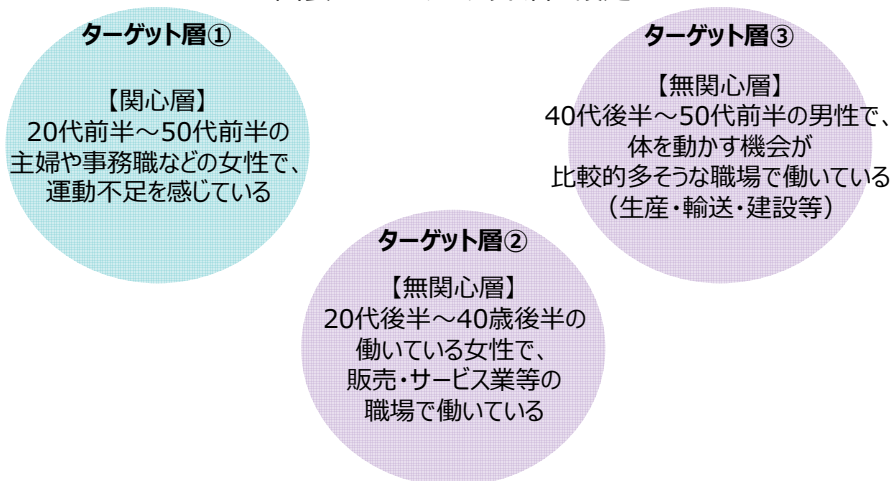 ターゲット層①
【関心層】
20代前半～50代前半の
主婦や事務職などの女性で、
運動不足を感じている
ターゲット層②
【無関心層】
20代後半～40歳後半の
働いている女性で、
販売・サービス業等の
職場で働いている
ターゲット層③
【無関心層】
40代後半～50代前半の男性で、
体を動かす機会が
比較的多そうな職場で働いている
（生産・輸送・建設等）